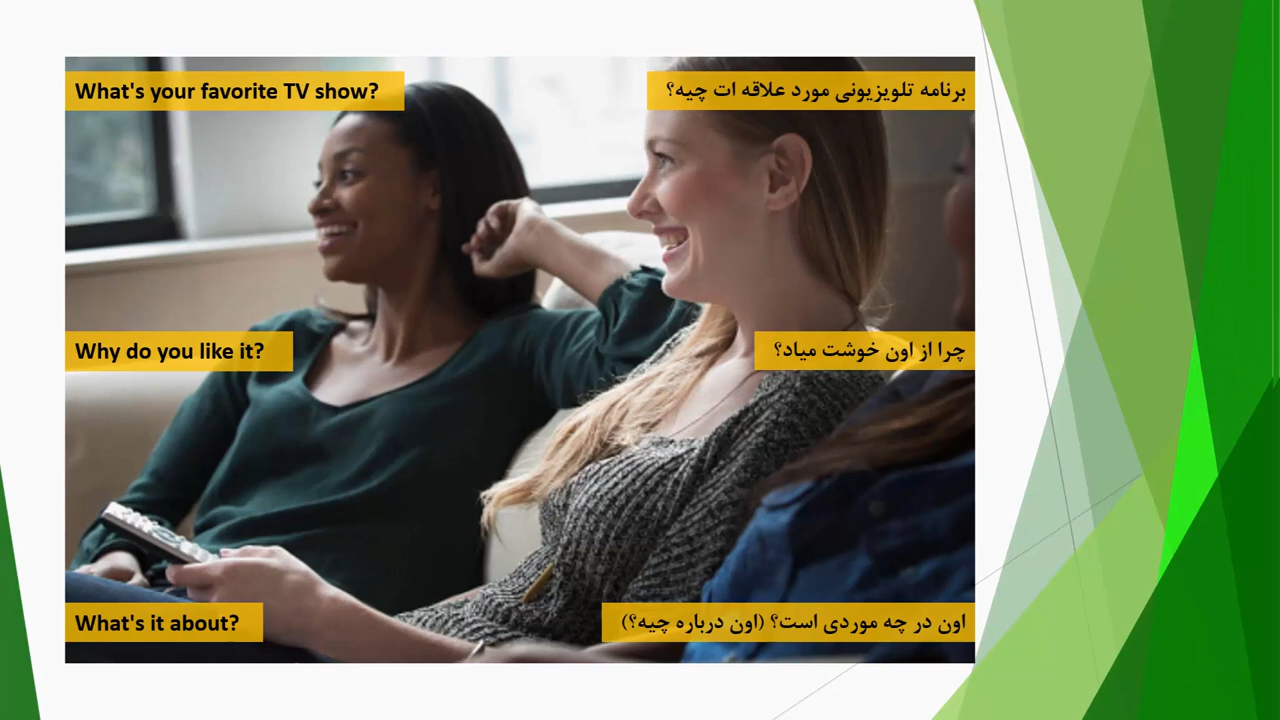 What's your favorite TV show?
برنامه تلویزیونی مورد علاقه ات چیه؟
Why do you like it?
چرا از اون خوشت میاد؟
What's it about?
اون در چه موردی است؟ (اون درباره چیه؟)